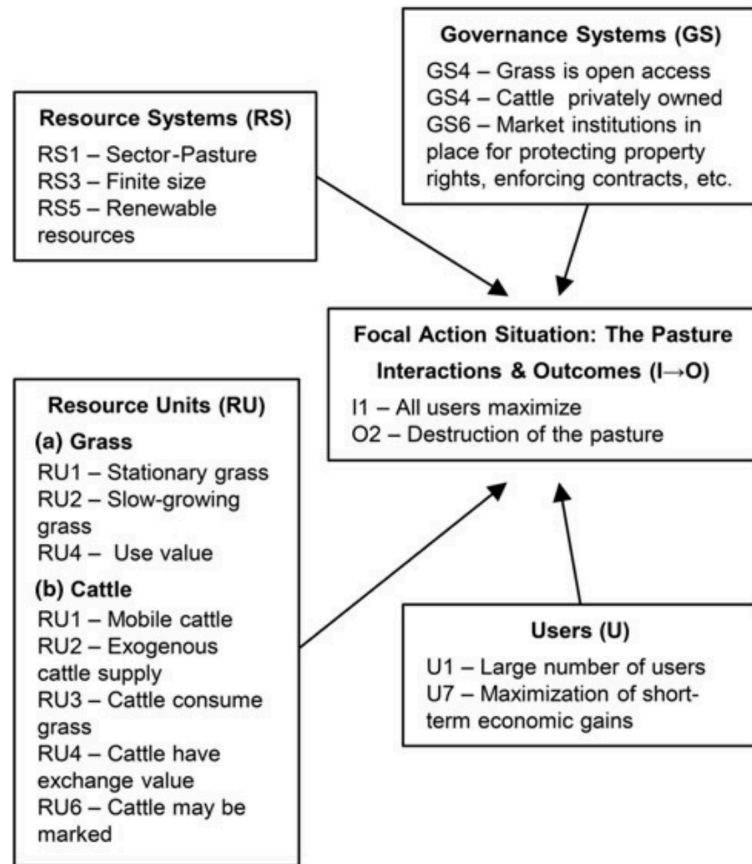 Governance Systems (GS)
GS4 – Grass is open access
GS4 – Cattle privately owned
GS6 – Market institutions in
place for protecting property
rights, enforcing contracts, etc.
Resource Systems (RS)
RS1 – Sector-Pasture
RS3 – Finite size
RS5 – Renewable
resources
Focal Action Situation: The Pasture
Interactions & Outcomes (I→O)
I1 – All users maximize
O2 – Destruction of the pasture
Resource Units (RU)
(a) Grass
RU1 – Stationary grass
RU2 – Slow-growing
grass
RU4 – Use value
(b) Cattle
RU1 – Mobile cattle
RU2 – Exogenous
cattle supply
RU3 – Cattle consume
grass
RU4 – Cattle have
exchange value
RU6 – Cattle may be
marked
Users (U)
U1 – Large number of users
U7 – Maximization of short-
term economic gains